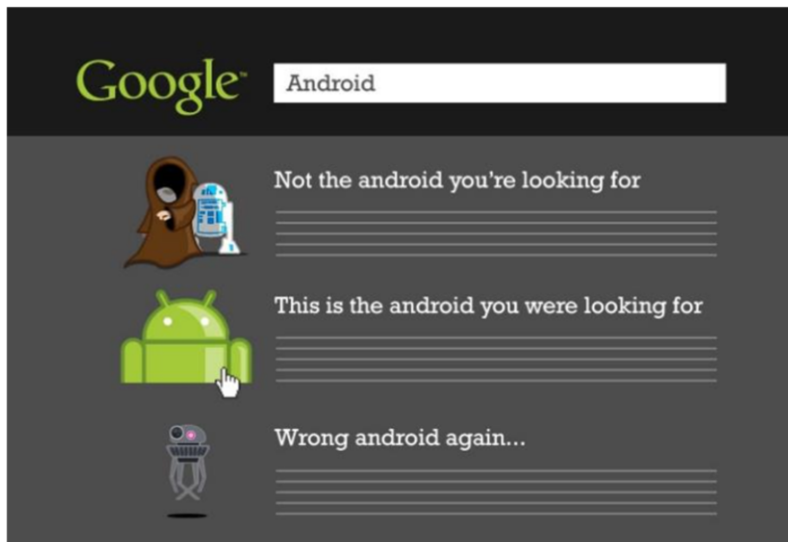 Google™
Android
Not the android you're looking for
This is the android you were looking for
Wrong android again...